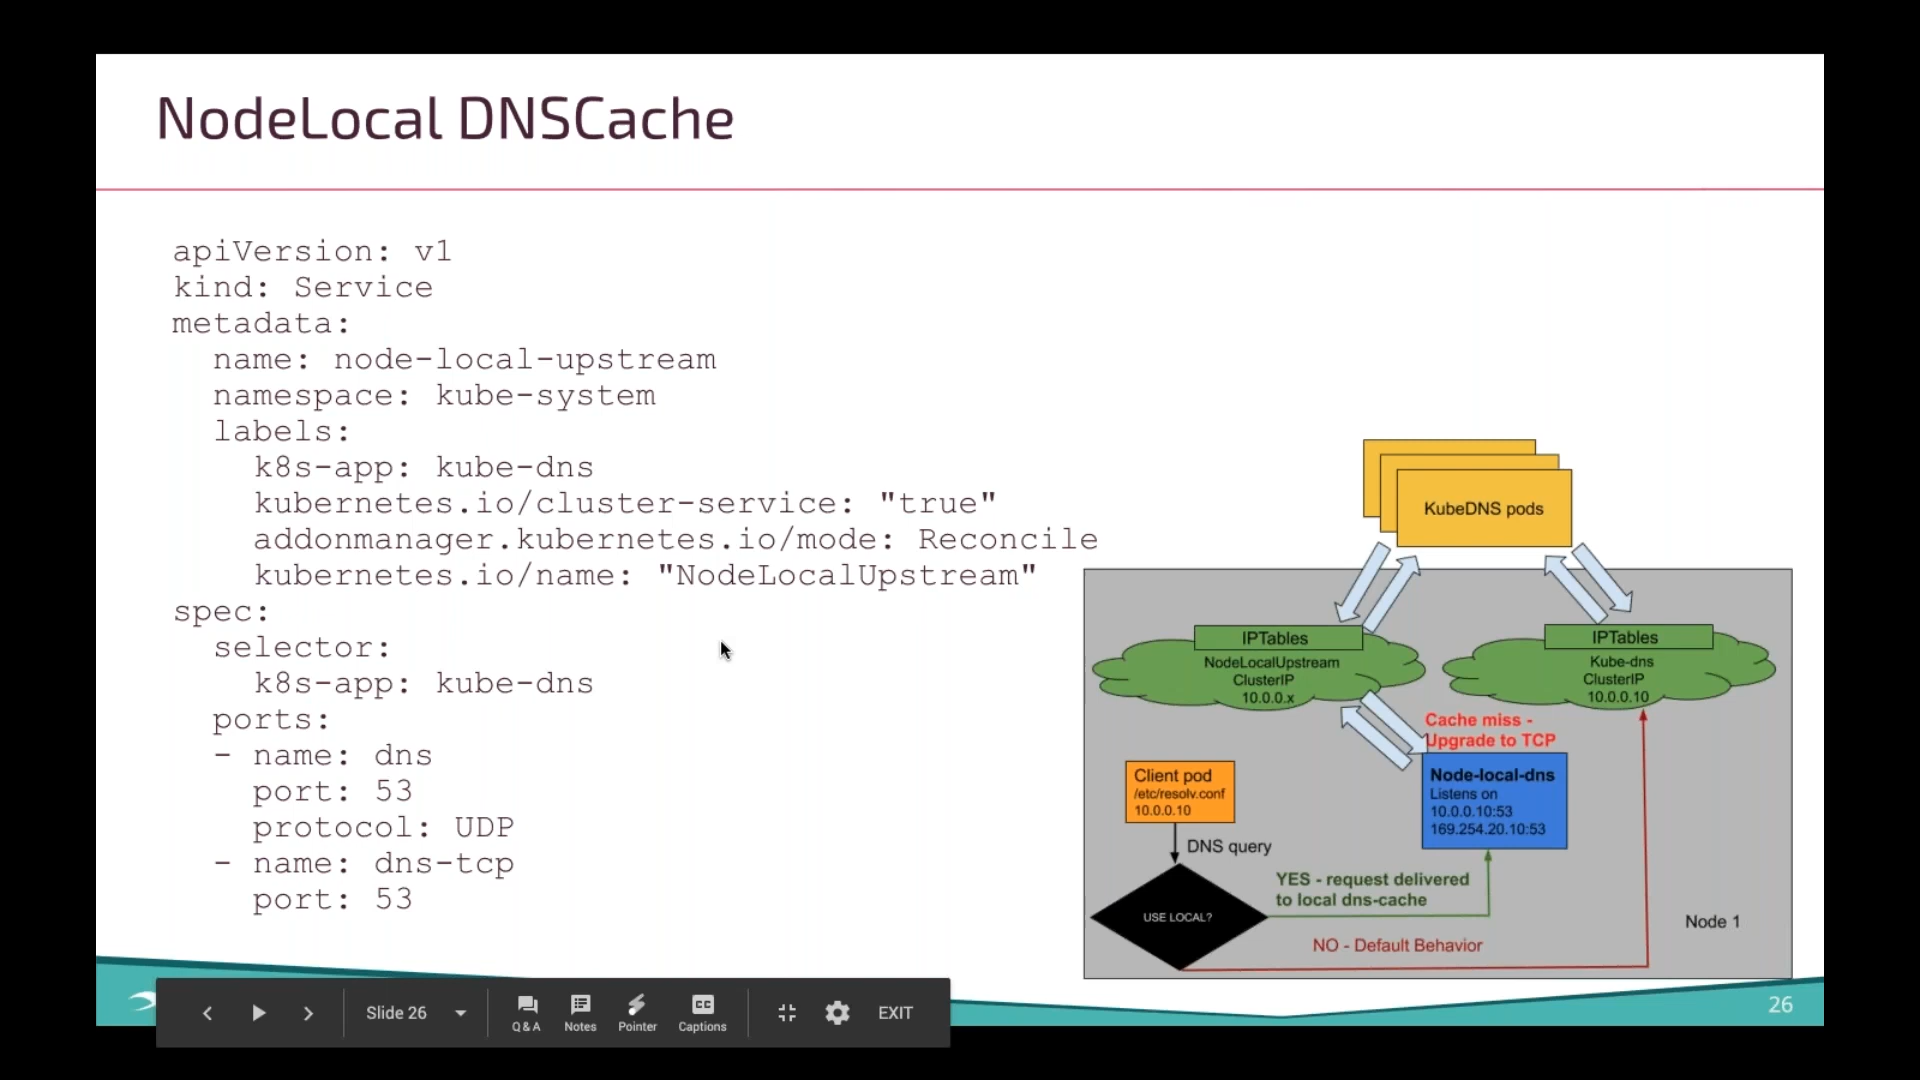 NodeLocal DNSCache
apiVersion: v1
kind: Service
metadata:
  name: node-local-upstream
  namespace: kube-system
  labels:
    k8s-app: kube-dns
    kubernetes.io/cluster-service: "true"
    addonmanager.kubernetes.io/mode: Reconcile
    kubernetes.io/name: "NodeLocalUpstream"
spec:
  selector:
    k8s-app: kube-dns
  ports:
  - name: dns
    port: 53
    protocol: UDP
  - name: dns-tcp
    port: 53
KubeDNS pods
IPTables
NodeLocalUpstream
ClusterIP
10.0.0.x
IPTables
Kube-dns
ClusterIP
10.0.0.10
Cache miss -
Upgrade to TCP
Client pod
/etc/resolv.conf
10.0.0.10
Node-local-dns
Listens on
10.0.0.10:53
169.254.20.10:53
DNS query
USE LOCAL?
YES - request delivered
to local dns-cache
NO - Default Behavior
Node 1
Slide 26
Q & A
Notes
Pointer
CC
Captions
EXIT
26